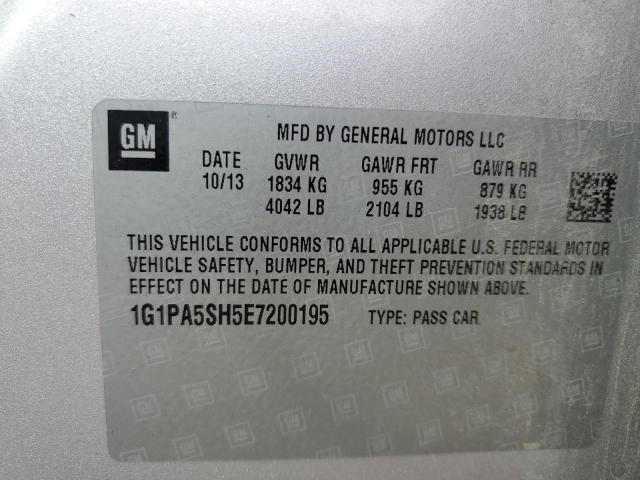 GM ®
MFD BY GENERAL MOTORS LLC
DATE GVWR GAWR FRT GAWR RR
10/13 1834 KG 955 KG 879 KG
4042 LB 2104 LB 1938 LB
THIS VEHICLE CONFORMS TO ALL APPLICABLE U.S. FEDERAL MOTOR
VEHICLE SAFETY, BUMPER, AND THEFT PREVENTION STANDARDS IN
EFFECT ON THE DATE OF MANUFACTURE SHOWN ABOVE.
1G1PA5SH5E7200195 TYPE: PASS CAR